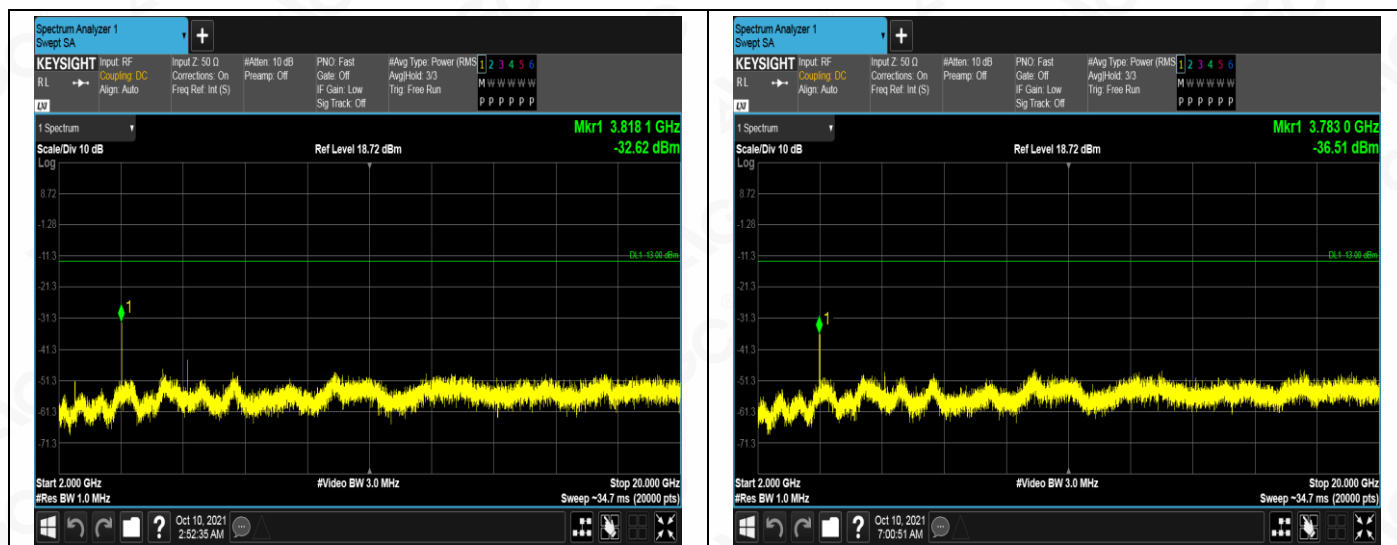 Spectrum Analyzer 1
Swept SA
+
KEYSIGHT Input: RF Input Z: 50 Ω #Atten: 10 dB PNO: Fast #Avg Type: Power (RMS 1 2 3 4 5 6
RL Coupling: DC Corrections: On Preamp: Off Gate: Off Avg|Hold: 3/3 M W W W W W
Align: Auto Freq Ref: Int (S) IF Gain: Low Trig: Free Run
Sig Track: Off P P P P P P
LXI
1 Spectrum
Mkr1 3.818 1 GHz
Scale/Div 10 dB Ref Level 18.72 dBm -32.62 dBm
Log
8.72
-1.28
-11.3
DL1 -13.00 dBm
-21.3
1
-31.3
-41.3
-51.3
-61.3
-71.3
Start 2.000 GHz #Video BW 3.0 MHz Stop 20.000 GHz
#Res BW 1.0 MHz Sweep ~34.7 ms (20000 pts)
? Oct 10, 2021
2:52:35 AM
Spectrum Analyzer 1
Swept SA
+
KEYSIGHT Input: RF Input Z: 50 Ω #Atten: 10 dB PNO: Fast #Avg Type: Power (RMS 1 2 3 4 5 6
RL Coupling: DC Corrections: On Preamp: Off Gate: Off Avg|Hold: 3/3 M W W W W W
Align: Auto Freq Ref: Int (S) IF Gain: Low Trig: Free Run
Sig Track: Off P P P P P P
LXI
1 Spectrum
Mkr1 3.783 0 GHz
Scale/Div 10 dB Ref Level 18.72 dBm -36.51 dBm
Log
8.72
-1.28
-11.3
DL1 -13.00 dBm
-21.3
-31.3
1
-41.3
-51.3
-61.3
-71.3
Start 2.000 GHz #Video BW 3.0 MHz Stop 20.000 GHz
#Res BW 1.0 MHz Sweep ~34.7 ms (20000 pts)
? Oct 10, 2021
7:00:51 AM